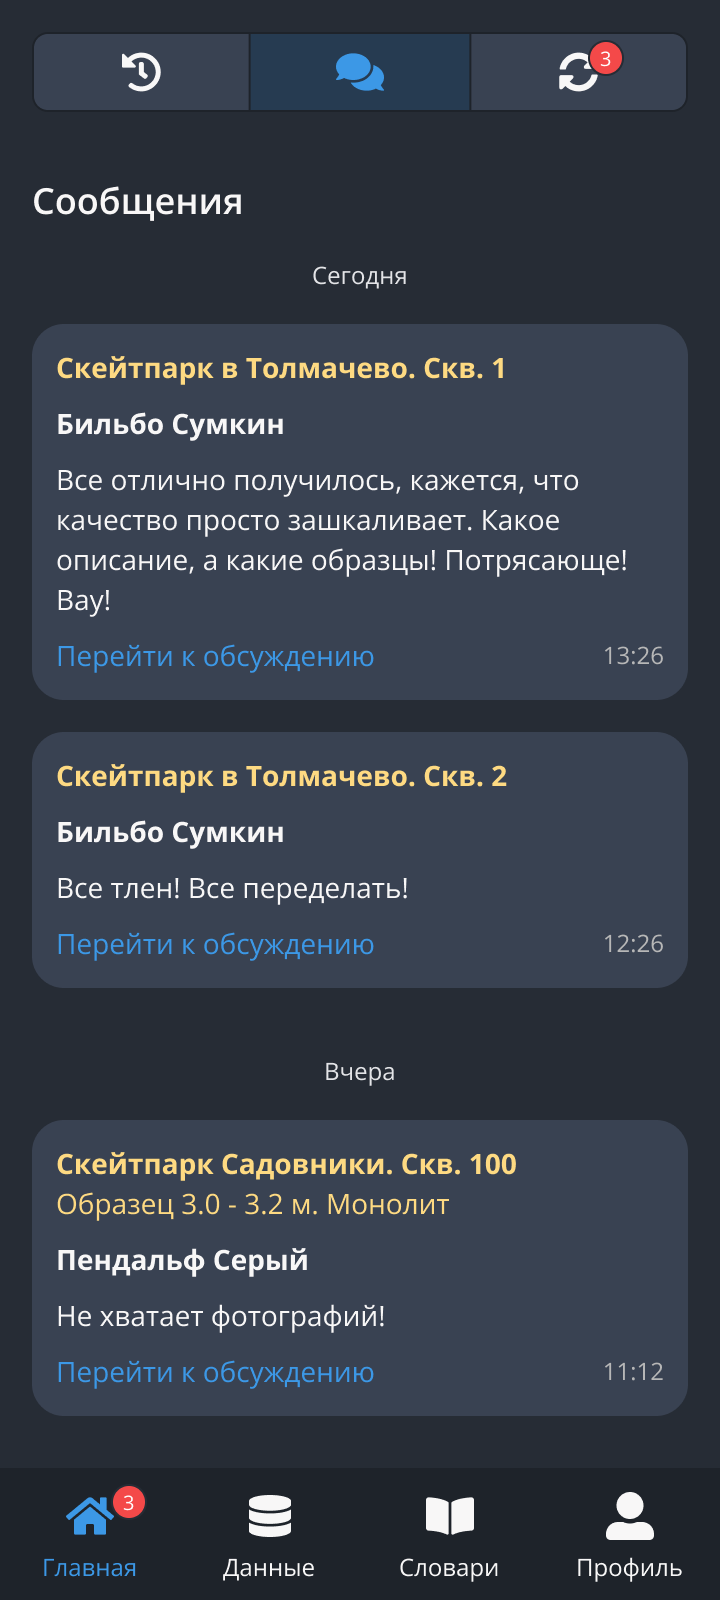 3
Сообщения
Сегодня
Скейтпарк в Толмачево. Скв. 1
Бильбо Сумкин
Все отлично получилось, кажется, что
качество просто зашкаливает. Какое
описание, а какие образцы! Потрясающе!
Вау!
Перейти к обсуждению 13:26
Скейтпарк в Толмачево. Скв. 2
Бильбо Сумкин
Все тлен! Все переделать!
Перейти к обсуждению 12:26
Вчера
Скейтпарк Садовники. Скв. 100
Образец 3.0 - 3.2 м. Монолит
Пендальф Серый
Не хватает фотографий!
Перейти к обсуждению 11:12
3
Главная Данные Словари Профиль